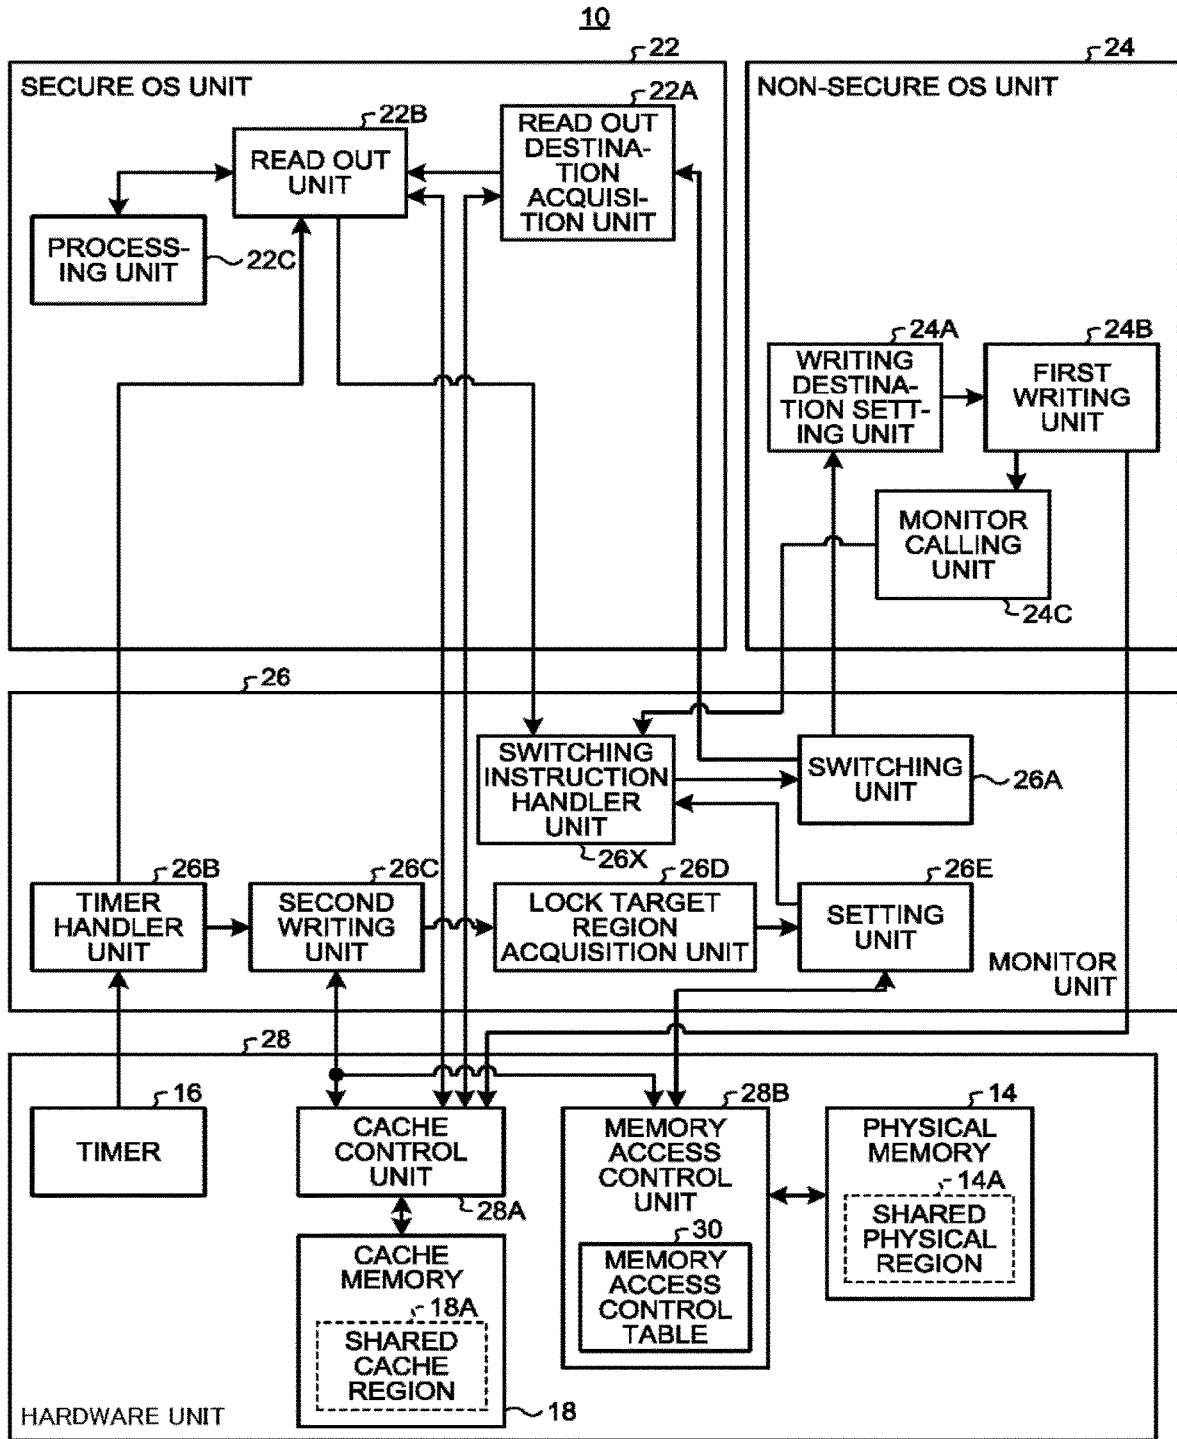 10
22
24
SECURE OS UNIT
NON-SECURE OS UNIT
22A
22B
READ OUT
DESTINA-
TION
ACQUISI-
TION UNIT
READ OUT
UNIT
PROCESS-
ING UNIT
22C
24A
24B
WRITING
DESTINA-
TION SETT-
ING UNIT
FIRST
WRITING
UNIT
MONITOR
CALLING
UNIT
24C
26
SWITCHING
INSTRUCTION
HANDLER
UNIT
26X
SWITCHING
UNIT
26A
26B
26C
26D
26E
TIMER
HANDLER
UNIT
SECOND
WRITING
UNIT
LOCK TARGET
REGION
ACQUISITION UNIT
SETTING
UNIT
MONITOR
UNIT
28
16
28B
14
TIMER
CACHE
CONTROL
UNIT
28A
MEMORY
ACCESS
CONTROL
UNIT
PHYSICAL
MEMORY
14A
SHARED
PHYSICAL
REGION
30
MEMORY
ACCESS
CONTROL
TABLE
CACHE
MEMORY
18A
SHARED
CACHE
REGION
18
HARDWARE UNIT